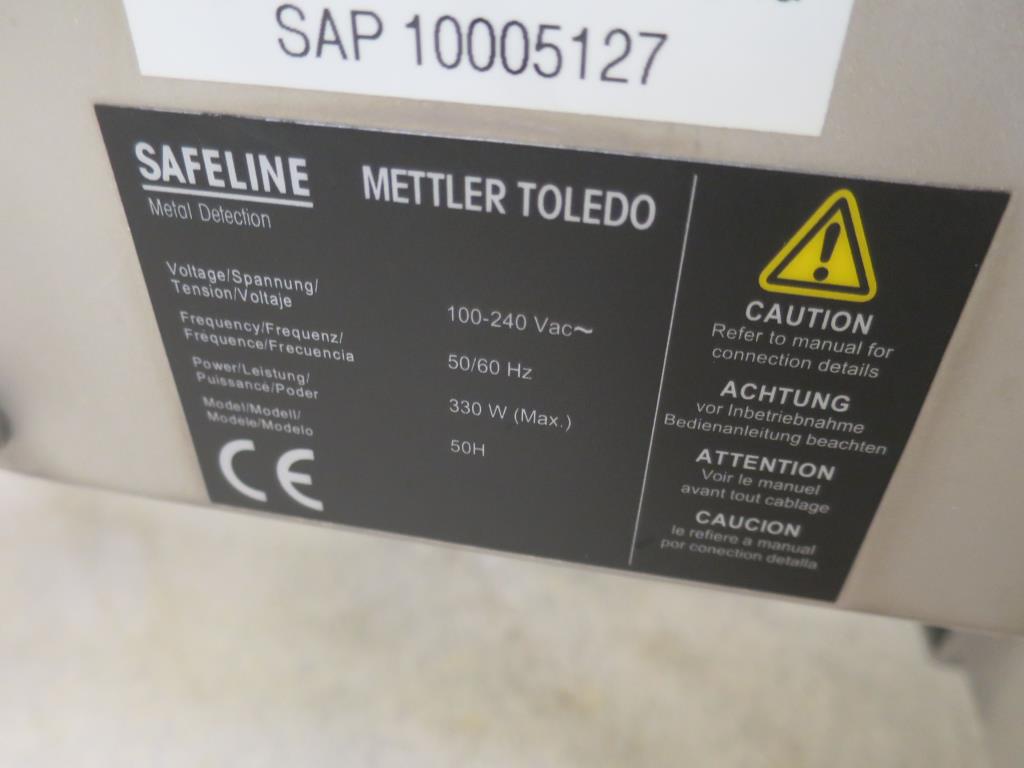 SAP 10005127
SAFELINE
Metal Detection
METTLER TOLEDO
Voltage/Spannung/
Tension/Voltaje
100-240 Vac~
Frequency/Frequenz/
Fréquence/Frecuencia
50/60 Hz
Power/Leistung/
Puissance/Poder
330 W (Max.)
Model/Modell/
Modèle/Modelo
50H
CE
CAUTION
Refer to manual for
connection details
ACHTUNG
vor Inbetriebnahme
Bedienanleitung beachten
ATTENTION
Voir le manuel
avant tout cablage
CAUCION
le refiere a manual
por conection detalla